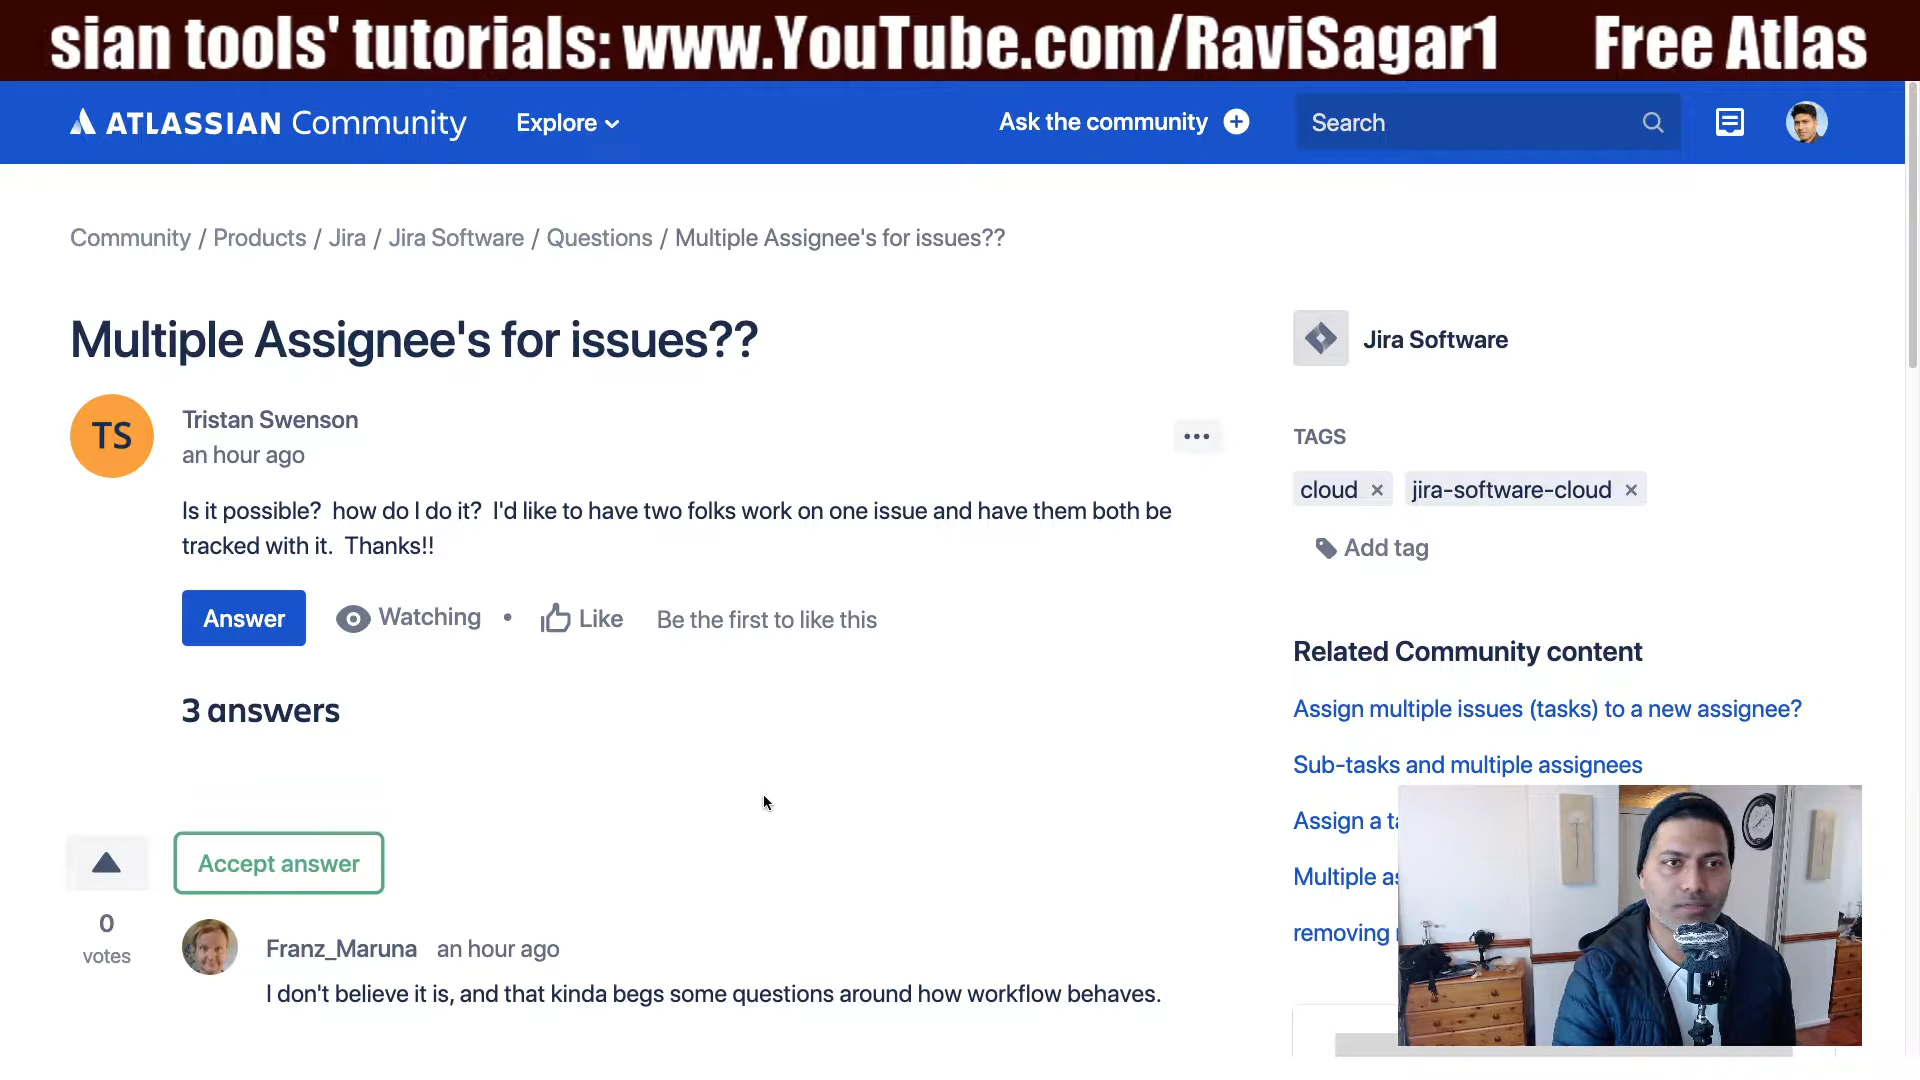 sian tools' tutorials: www.YouTube.com/RaviSagar1 Free Atlas
ATLASSIAN Community Explore Ask the community Search
Community / Products / Jira / Jira Software / Questions / Multiple Assignee's for issues??
Multiple Assignee's for issues??
TS
Tristan Swenson
an hour ago
Is it possible? how do I do it? I'd like to have two folks work on one issue and have them both be
tracked with it. Thanks!!
Answer Watching • Like Be the first to like this
3 answers
Accept answer
0
votes
Franz_Maruna an hour ago
I don't believe it is, and that kinda begs some questions around how workflow behaves.
Jira Software
TAGS
cloud × jira-software-cloud ×
Add tag
Related Community content
Assign multiple issues (tasks) to a new assignee?
Sub-tasks and multiple assignees
Assign a
Multiple
removing